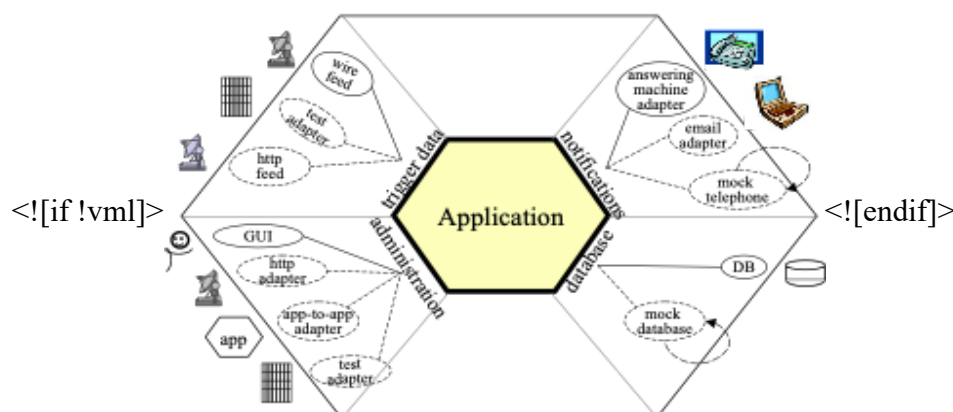 <![if !vml]>
wire
feed
test
adapter
http
feed
trigger data
answering
machine
adapter
email
adapter
mock
telephone
notifications
Application
<![endif]>
GUI
http
adapter
app-to-app
adapter
test
adapter
administration
app
database
DB
mock
database